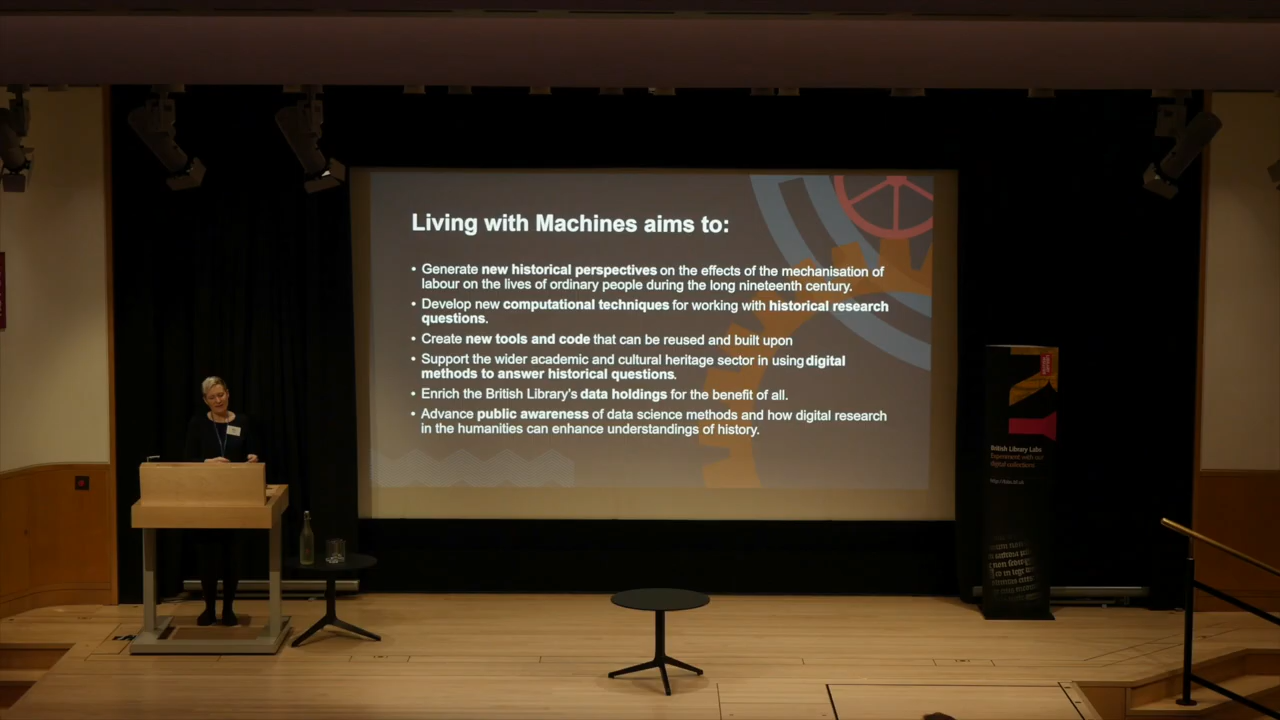 Living with Machines aims to:
• Generate new historical perspectives on the effects of the mechanisation of
labour on the lives of ordinary people during the long nineteenth century.
• Develop new computational techniques for working with historical research
questions.
• Create new tools and code that can be reused and built upon
• Support the wider academic and cultural heritage sector in using digital
methods to answer historical questions.
• Enrich the British Library's data holdings for the benefit of all.
• Advance public awareness of data science methods and how digital research
in the humanities can enhance understandings of history.
British Library Labs
Experiment with our
digital collections